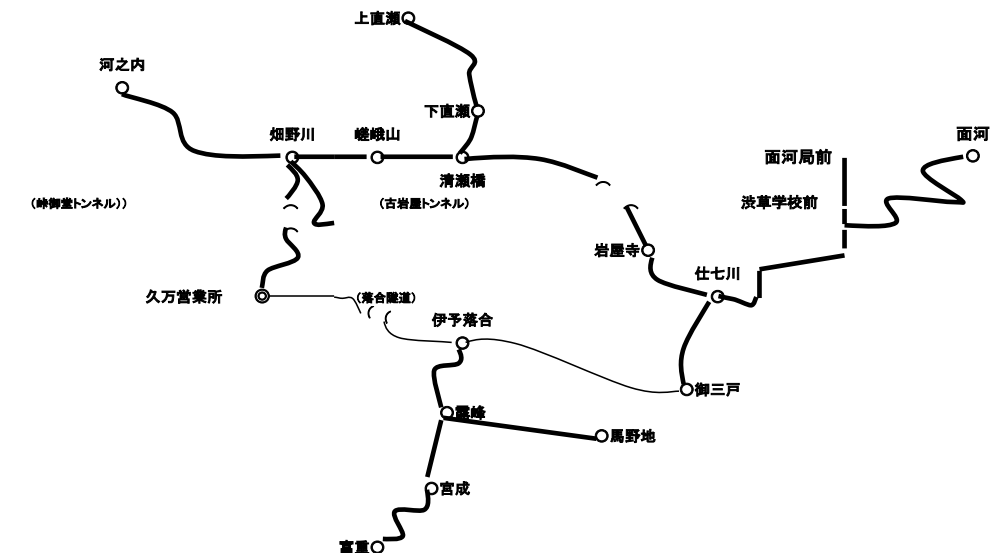 上直瀬
河之内
下直瀬
畑野川
嵯峨山
面河
面河局前
清瀬橋
(峠御堂トンネル))
(古岩屋トンネル)
渋草学校前
岩屋寺
仕七川
久万営業所
(落合隧道)
伊予落合
御三戸
露峰
馬野地
宮成
富重